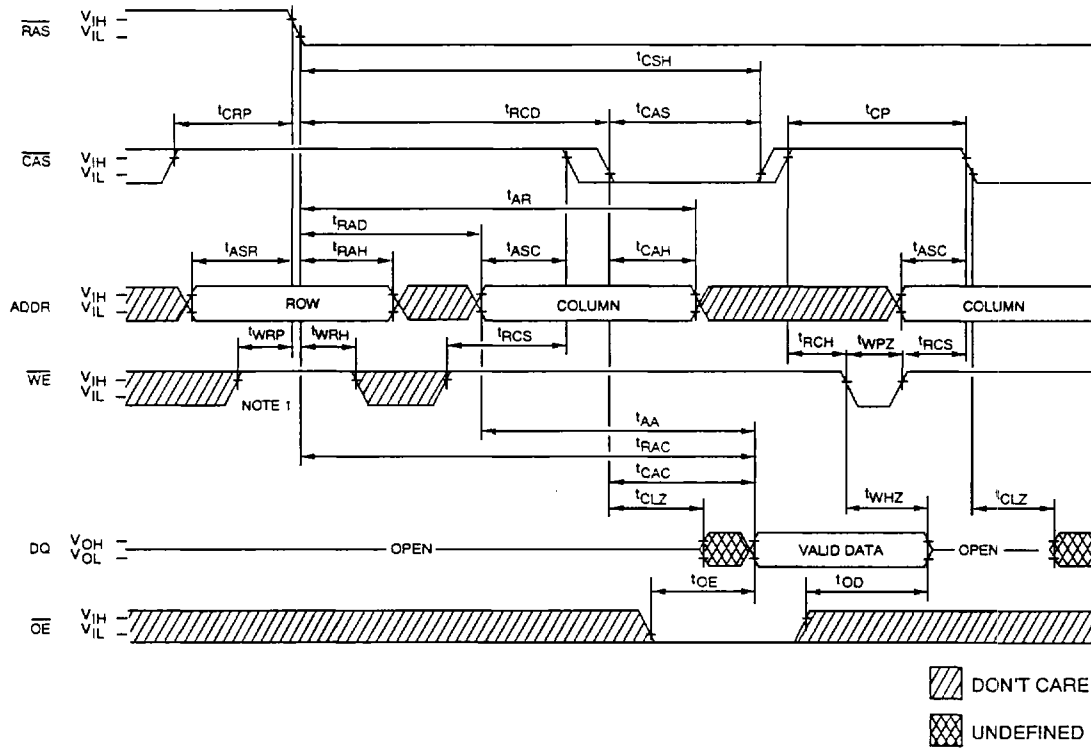 RAS VIH VIL
tCSH
tCRP tRCD tCAS tCP
CAS VIH VIL
tAR
tRAD
tASR tRAH tASC tCAH tASC
ADDR VIH VIL ROW COLUMN COLUMN
tWRP tWRH tRCS tRCH tWPZ tRCS
WE VIH VIL
NOTE 1
tAA
tRAC
tCAC
tCLZ tWHZ tCLZ
DQ VOH VOL OPEN VALID DATA OPEN
tOE tOD
OE VIH VIL
DON'T CARE
UNDEFINED